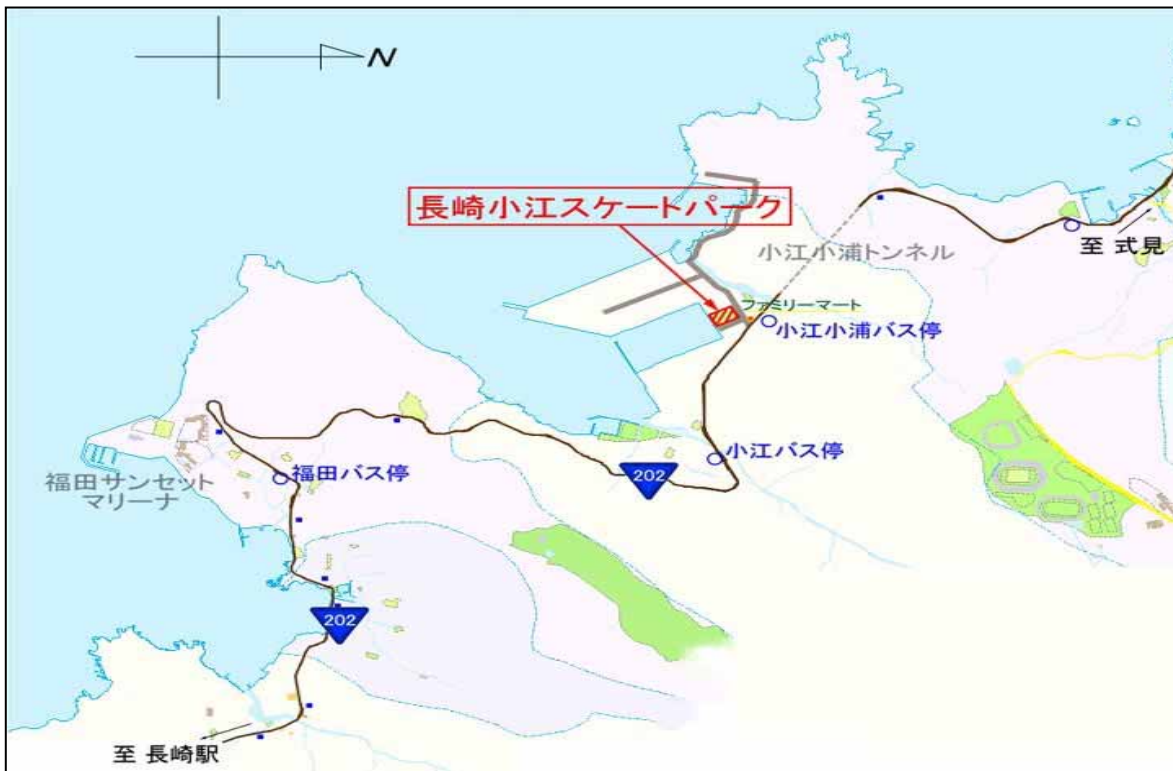 N
長崎小江スケートパーク
小江小浦トンネル
至 式見
ファミリーマート
小江小浦バス停
小江バス停
202
福田バス停
福田サンセット
マリーナ
202
至 長崎駅